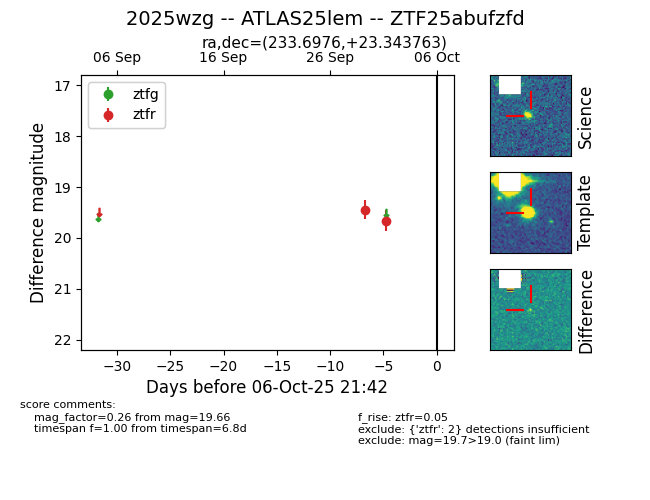 2025wzg -- ATLAS25lem -- ZTF25abufzfd
ra,dec=(233.6976,+23.343763)
06 Sep 16 Sep 26 Sep 06 Oct
ztfg
ztfr
17
18
19
20
21
22
Difference magnitude
−30 −25 −20 −15 −10 −5 0
Days before 06-Oct-25 21:42
Science
Template
Difference
score comments:
mag_factor=0.26 from mag=19.66
timespan f=1.00 from timespan=6.8d
f_rise: ztfr=0.05
exclude: {'ztfr': 2} detections insufficient
exclude: mag=19.7>19.0 (faint lim)